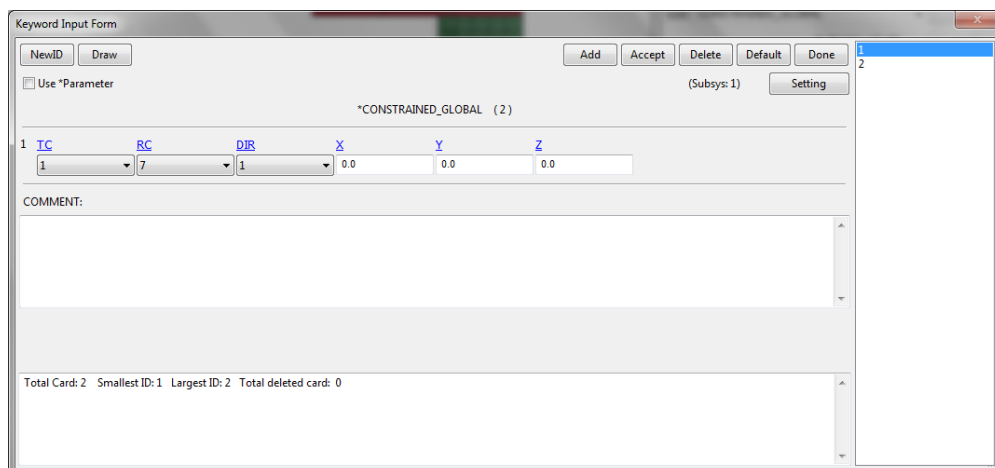 Keyword Input Form
NewID Draw Add Accept Delete Default Done
Use *Parameter (Subsys: 1) Setting
*CONSTRAINED_GLOBAL (2)
1 TC RC DIR X Y Z
1 7 1 0.0 0.0 0.0
COMMENT:
Total Card: 2 Smallest ID: 1 Largest ID: 2 Total deleted card: 0
1
2